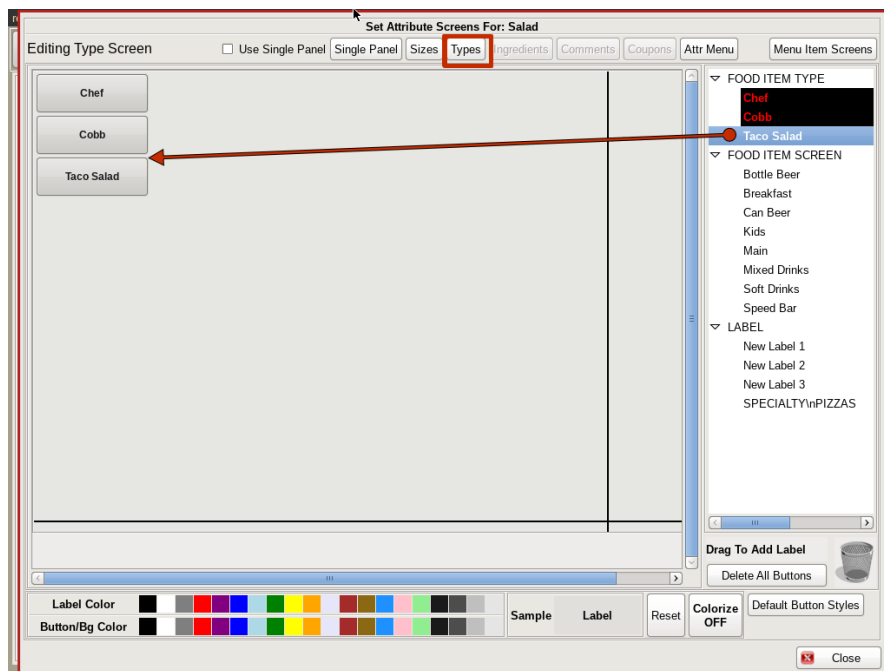 Set Attribute Screens For: Salad
Editing Type Screen
Use Single Panel
Single Panel
Sizes
Types
Ingredients
Comments
Coupons
Attr Menu
Menu Item Screens
Chef
Cobb
Taco Salad
FOOD ITEM TYPE
Chef
Cobb
Taco Salad
FOOD ITEM SCREEN
Bottle Beer
Breakfast
Can Beer
Kids
Main
Mixed Drinks
Soft Drinks
Speed Bar
LABEL
New Label 1
New Label 2
New Label 3
SPECIALTY\nPIZZAS
Drag To Add Label
Delete All Buttons
Label Color
Button/Bg Color
Sample
Label
Reset
Colorize
OFF
Default Button Styles
Close